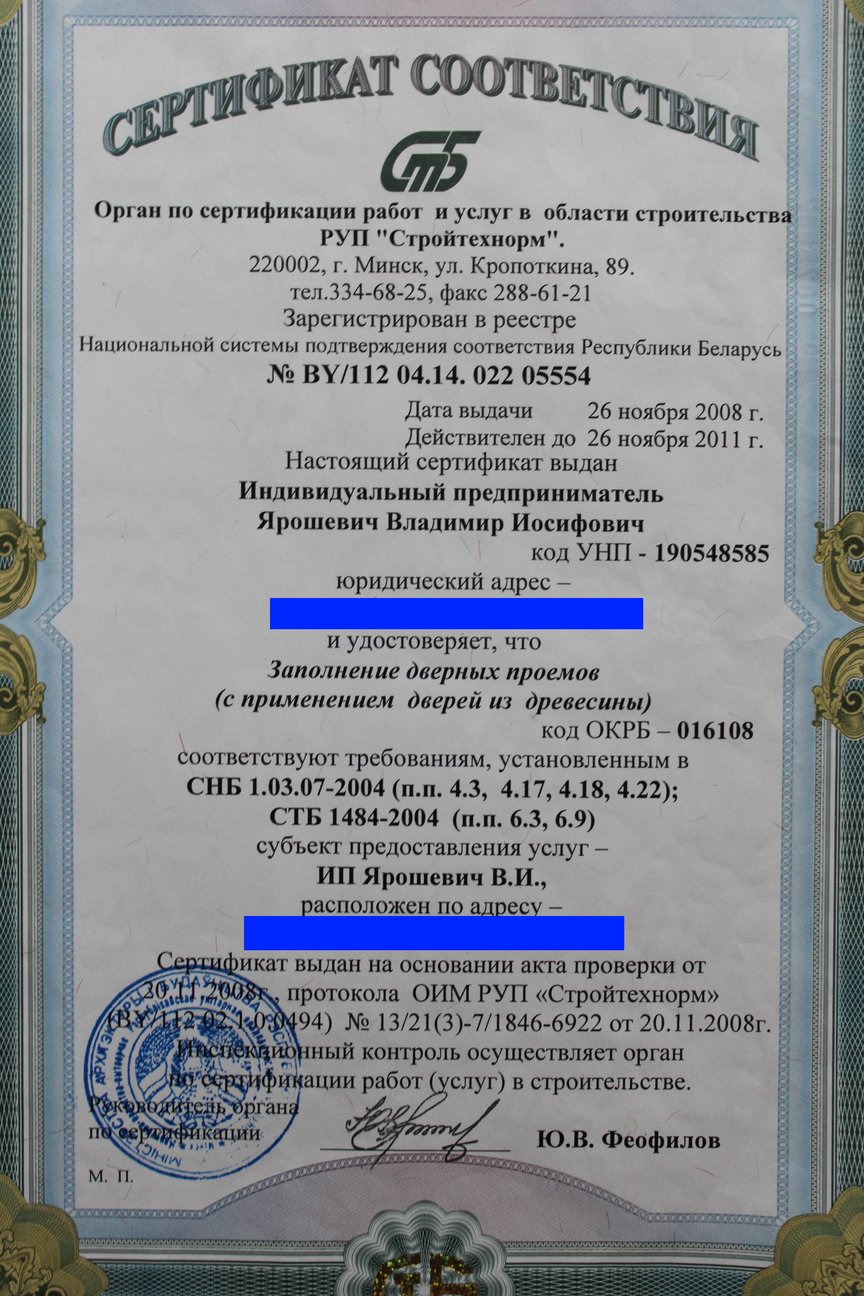 СЕРТИФИКАТ СООТВЕТСТВИЯ
СтБ
Орган по сертификации работ и услуг в области строительства
РУП "Стройтехнорм".
220002, г. Минск, ул. Кропоткина, 89.
тел.334-68-25, факс 288-61-21
Зарегистрирован в реестре
Национальной системы подтверждения соответствия Республики Беларусь
№ BY/112 04.14. 022 05554
Дата выдачи 26 ноября 2008 г.
Действителен до 26 ноября 2011 г.
Настоящий сертификат выдан
Индивидуальный предприниматель
Ярошевич Владимир Иосифович
код УНП - 190548585
юридический адрес –
и удостоверяет, что
Заполнение дверных проемов
(с применением дверей из древесины)
код ОКРБ – 016108
соответствуют требованиям, установленным в
СНБ 1.03.07-2004 (п.п. 4.3, 4.17, 4.18, 4.22);
СТБ 1484-2004 (п.п. 6.3, 6.9)
субъект предоставления услуг –
ИП Ярошевич В.И.,
расположен по адресу –
Сертификат выдан на основании акта проверки от
20.11.2008г., протокола ОИМ РУП «Стройтехнорм»
(BY/112 02.1.0.0494) № 13/21(3)-7/1846-6922 от 20.11.2008г.
Инспекционный контроль осуществляет орган
по сертификации работ (услуг) в строительстве.
Руководитель органа
по сертификации Ю.В. Феофилов
М. П.
СтБ